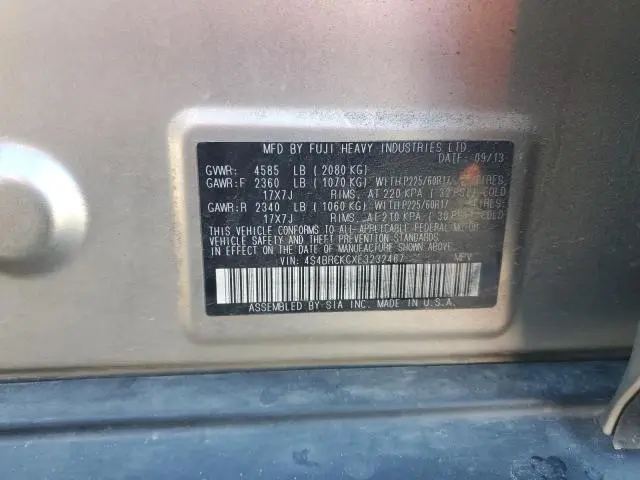 MFD BY FUJI HEAVY INDUSTRIES LTD.
DATE: 09/13
GVWR: 4585 LB (2080 KG)
GAWR:F 2360 LB (1070 KG) WITH P225/60R17 TIRES,
17X7J RIMS, AT 220 KPA (32 PSI) COLD
GAWR:R 2340 LB (1060 KG) WITH P225/60R17 TIRES,
17X7J RIMS, AT 210 KPA (30 PSI) COLD
THIS VEHICLE CONFORMS TO ALL APPLICABLE FEDERAL MOTOR
VEHICLE SAFETY AND THEFT PREVENTION STANDARDS
IN EFFECT ON THE DATE OF MANUFACTURE SHOWN ABOVE.
VIN: 4S4BRCKCXE3232467 MPV
ASSEMBLED BY SIA INC. MADE IN U.S.A.